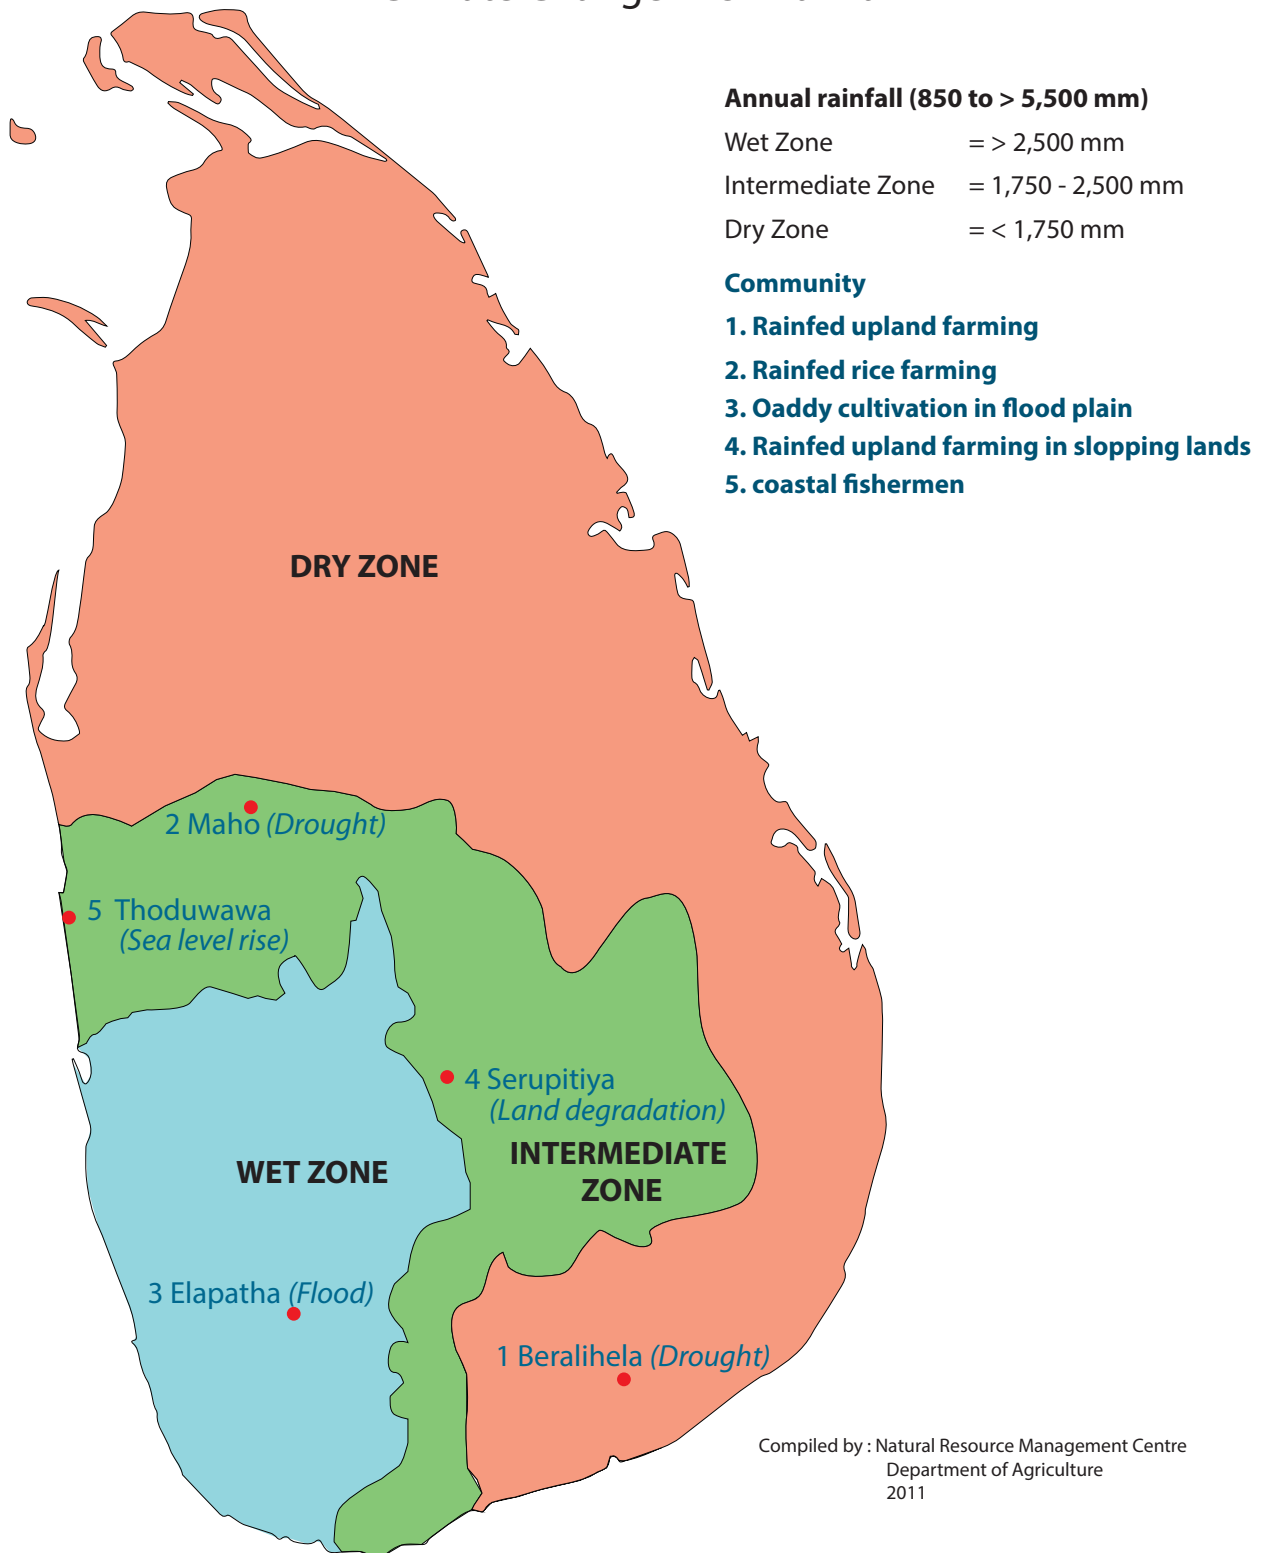 Annual rainfall (850 to > 5,500 mm)
Wet Zone = > 2,500 mm
Intermediate Zone = 1,750 - 2,500 mm
Dry Zone = < 1,750 mm
Community
1. Rainfed upland farming
2. Rainfed rice farming
3. Oaddy cultivation in flood plain
4. Rainfed upland farming in slopping lands
5. coastal fishermen
DRY ZONE
2 Maho (Drought)
5 Thoduwawa
(Sea level rise)
4 Serupitiya
(Land degradation)
INTERMEDIATE
ZONE
WET ZONE
3 Elapatha (Flood)
1 Beralihela (Drought)
Compiled by : Natural Resource Management Centre
Department of Agriculture
2011